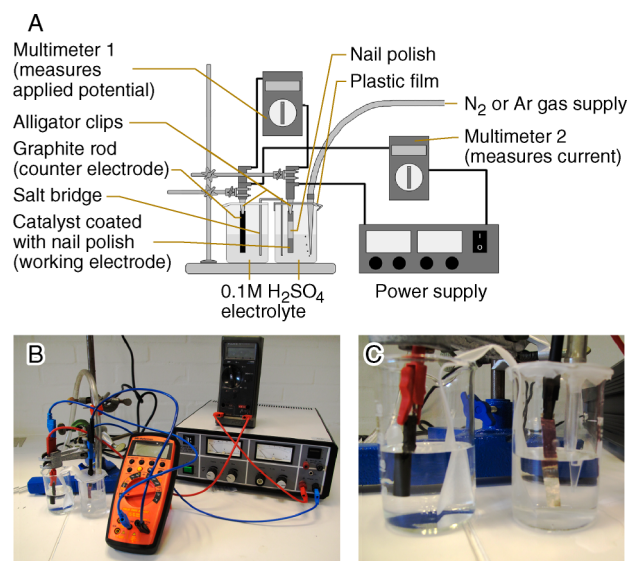 A
Multimeter 1
(measures
applied potential)
Alligator clips
Graphite rod
(counter electrode)
Salt bridge
Catalyst coated
with nail polish
(working electrode)
Nail polish
Plastic film
N₂ or Ar gas supply
Multimeter 2
(measures current)
I
O
0.1M H₂SO₄
electrolyte
Power supply
B
C